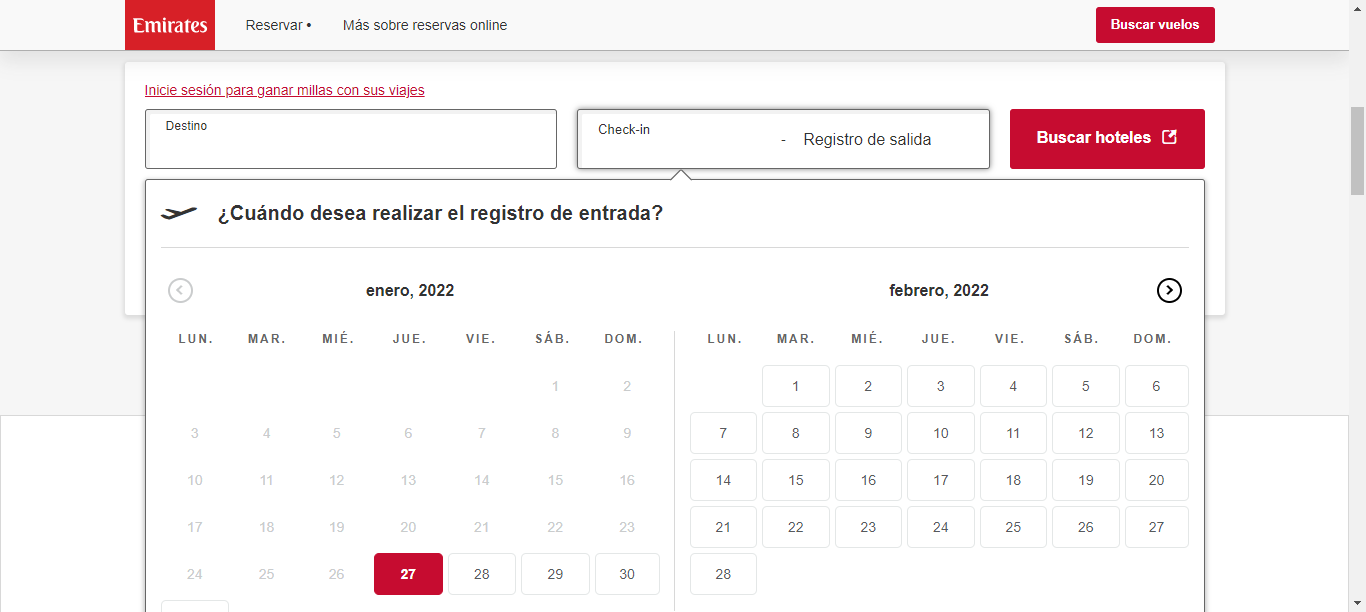 Emirates
Reservar •
Más sobre reservas online
Buscar vuelos
Inicie sesión para ganar millas con sus viajes
Destino
Check-in
- Registro de salida
Buscar hoteles
¿Cuándo desea realizar el registro de entrada?
enero, 2022
LUN. MAR. MIÉ. JUE. VIE. SÁB. DOM.
1 2
3 4 5 6 7 8 9
10 11 12 13 14 15 16
17 18 19 20 21 22 23
24 25 26 27 28 29 30
febrero, 2022
LUN. MAR. MIÉ. JUE. VIE. SÁB. DOM.
1 2 3 4 5 6
7 8 9 10 11 12 13
14 15 16 17 18 19 20
21 22 23 24 25 26 27
28